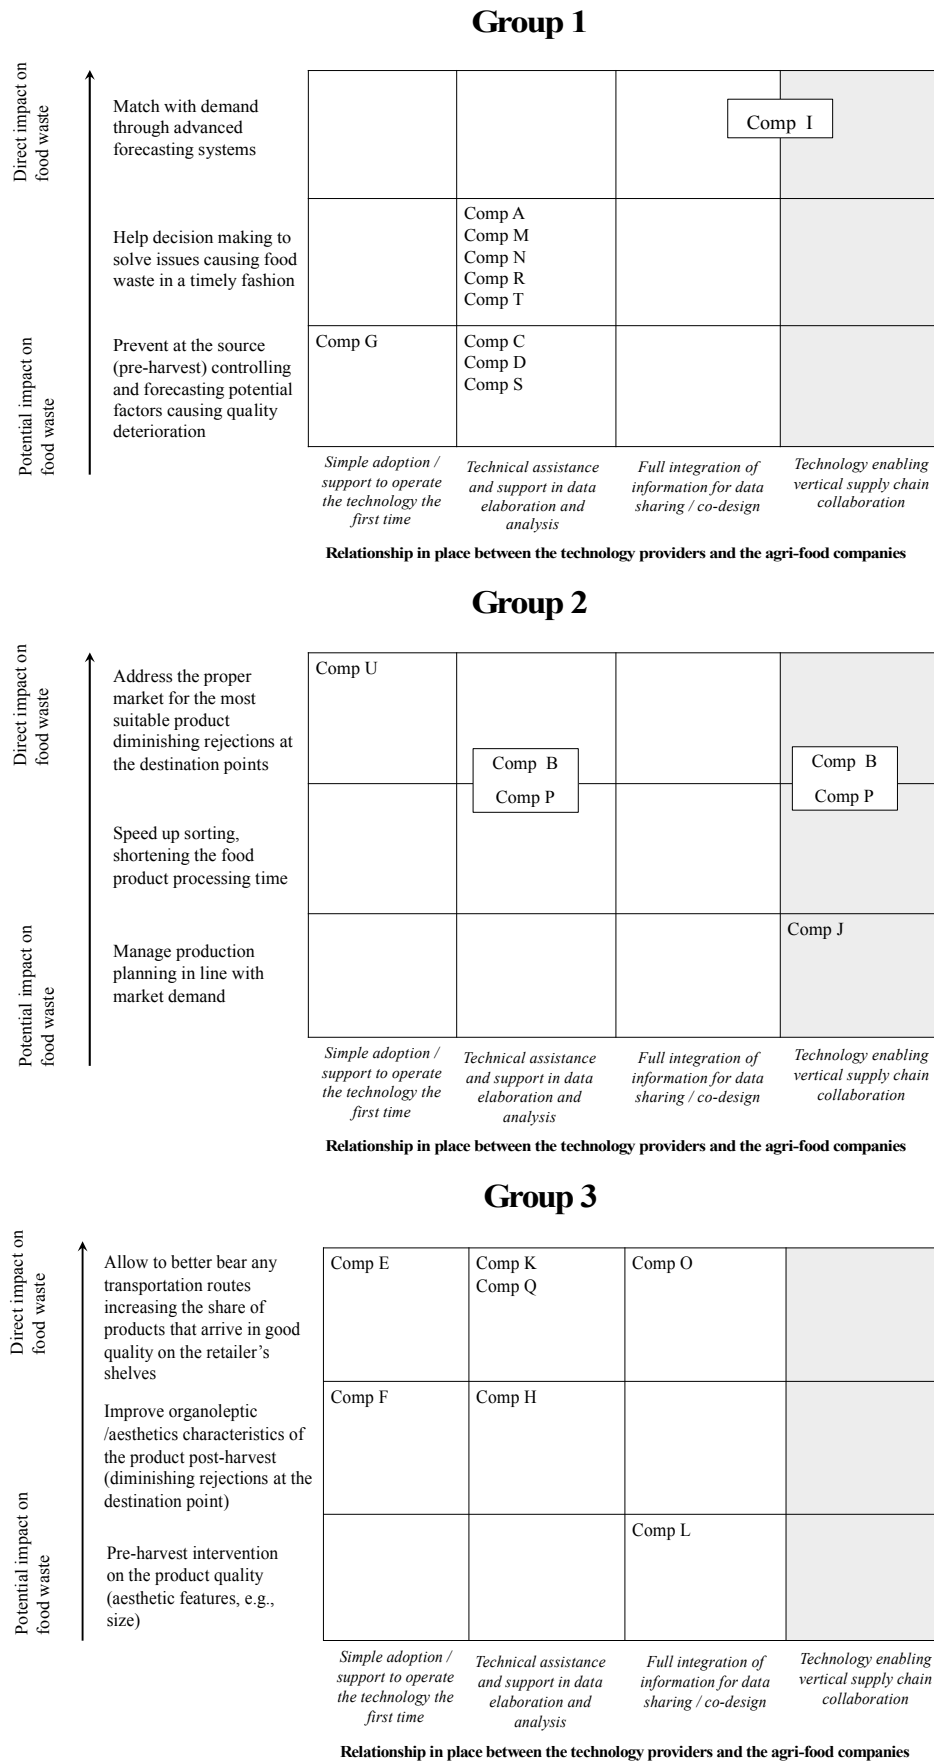 Group 1
Direct impact on
food waste
Potential impact on
food waste
Match with demand
through advanced
forecasting systems
Comp I
Help decision making to
solve issues causing food
waste in a timely fashion
Comp A
Comp M
Comp N
Comp R
Comp T
Prevent at the source
(pre-harvest) controlling
and forecasting potential
factors causing quality
deterioration
Comp G
Comp C
Comp D
Comp S
Simple adoption /
support to operate
the technology the
first time
Technical assistance
and support in data
elaboration and
analysis
Full integration of
information for data
sharing / co-design
Technology enabling
vertical supply chain
collaboration
Relationship in place between the technology providers and the agri-food companies
Group 2
Direct impact on
food waste
Potential impact on
food waste
Address the proper
market for the most
suitable product
diminishing rejections at
the destination points
Comp U
Comp B
Comp P
Comp B
Comp P
Speed up sorting,
shortening the food
product processing time
Manage production
planning in line with
market demand
Comp J
Simple adoption /
support to operate
the technology the
first time
Technical assistance
and support in data
elaboration and
analysis
Full integration of
information for data
sharing / co-design
Technology enabling
vertical supply chain
collaboration
Relationship in place between the technology providers and the agri-food companies
Group 3
Direct impact on
food waste
Potential impact on
food waste
Allow to better bear any
transportation routes
increasing the share of
products that arrive in good
quality on the retailer's
shelves
Comp E
Comp K
Comp Q
Comp O
Improve organoleptic
/aesthetics characteristics of
the product post-harvest
(diminishing rejections at the
destination point)
Comp F
Comp H
Pre-harvest intervention
on the product quality
(aesthetic features, e.g.,
size)
Comp L
Simple adoption /
support to operate
the technology the
first time
Technical assistance
and support in data
elaboration and
analysis
Full integration of
information for data
sharing / co-design
Technology enabling
vertical supply chain
collaboration
Relationship in place between the technology providers and the agri-food companies